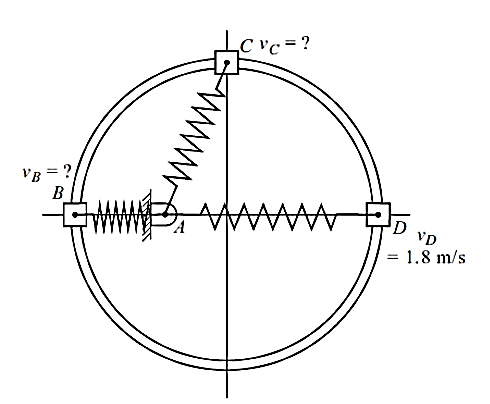 C v_C = ?
v_B = ?
B
A
D v_D
= 1.8 m/s